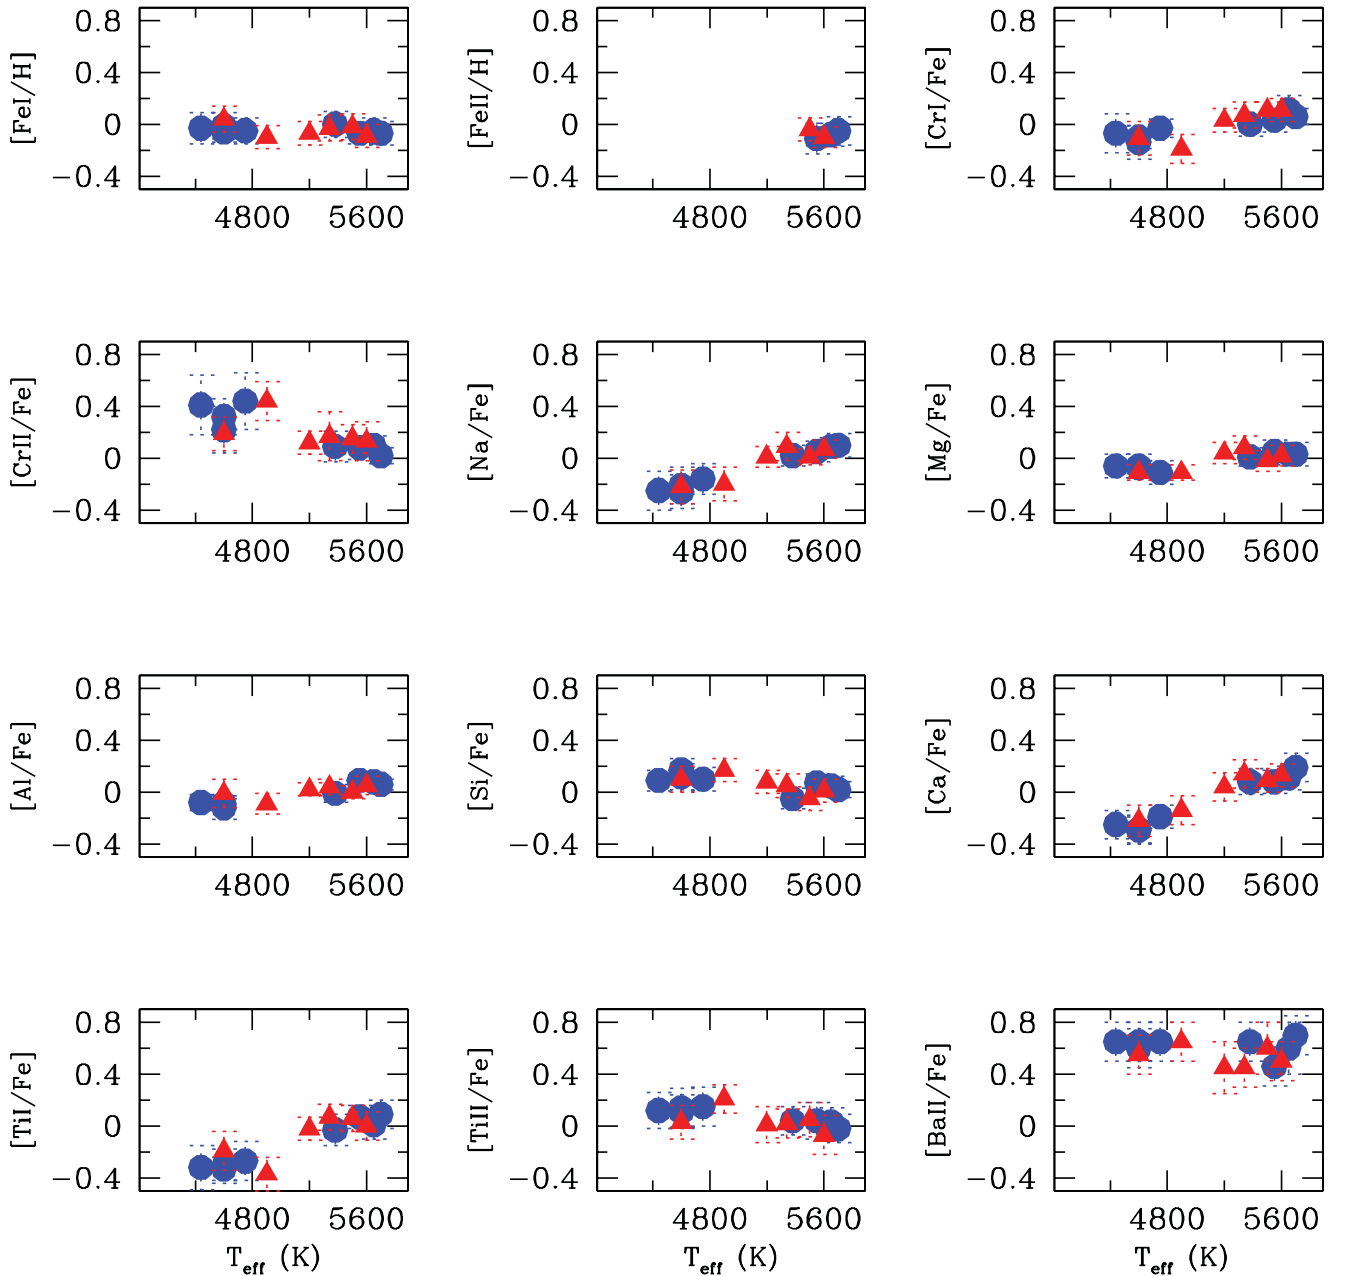 [FeI/H] 0.8 0.4 0 −0.4 4800 5600
[FeII/H] 0.8 0.4 0 −0.4 4800 5600
[CrI/Fe] 0.8 0.4 0 −0.4 4800 5600
[CrII/Fe] 0.8 0.4 0 −0.4 4800 5600
[Na/Fe] 0.8 0.4 0 −0.4 4800 5600
[Mg/Fe] 0.8 0.4 0 −0.4 4800 5600
[Al/Fe] 0.8 0.4 0 −0.4 4800 5600
[Si/Fe] 0.8 0.4 0 −0.4 4800 5600
[Ca/Fe] 0.8 0.4 0 −0.4 4800 5600
[TiI/Fe] 0.8 0.4 0 −0.4 4800 5600
T_eff (K)
[TiII/Fe] 0.8 0.4 0 −0.4 4800 5600
T_eff (K)
[BaII/Fe] 0.8 0.4 0 −0.4 4800 5600
T_eff (K)